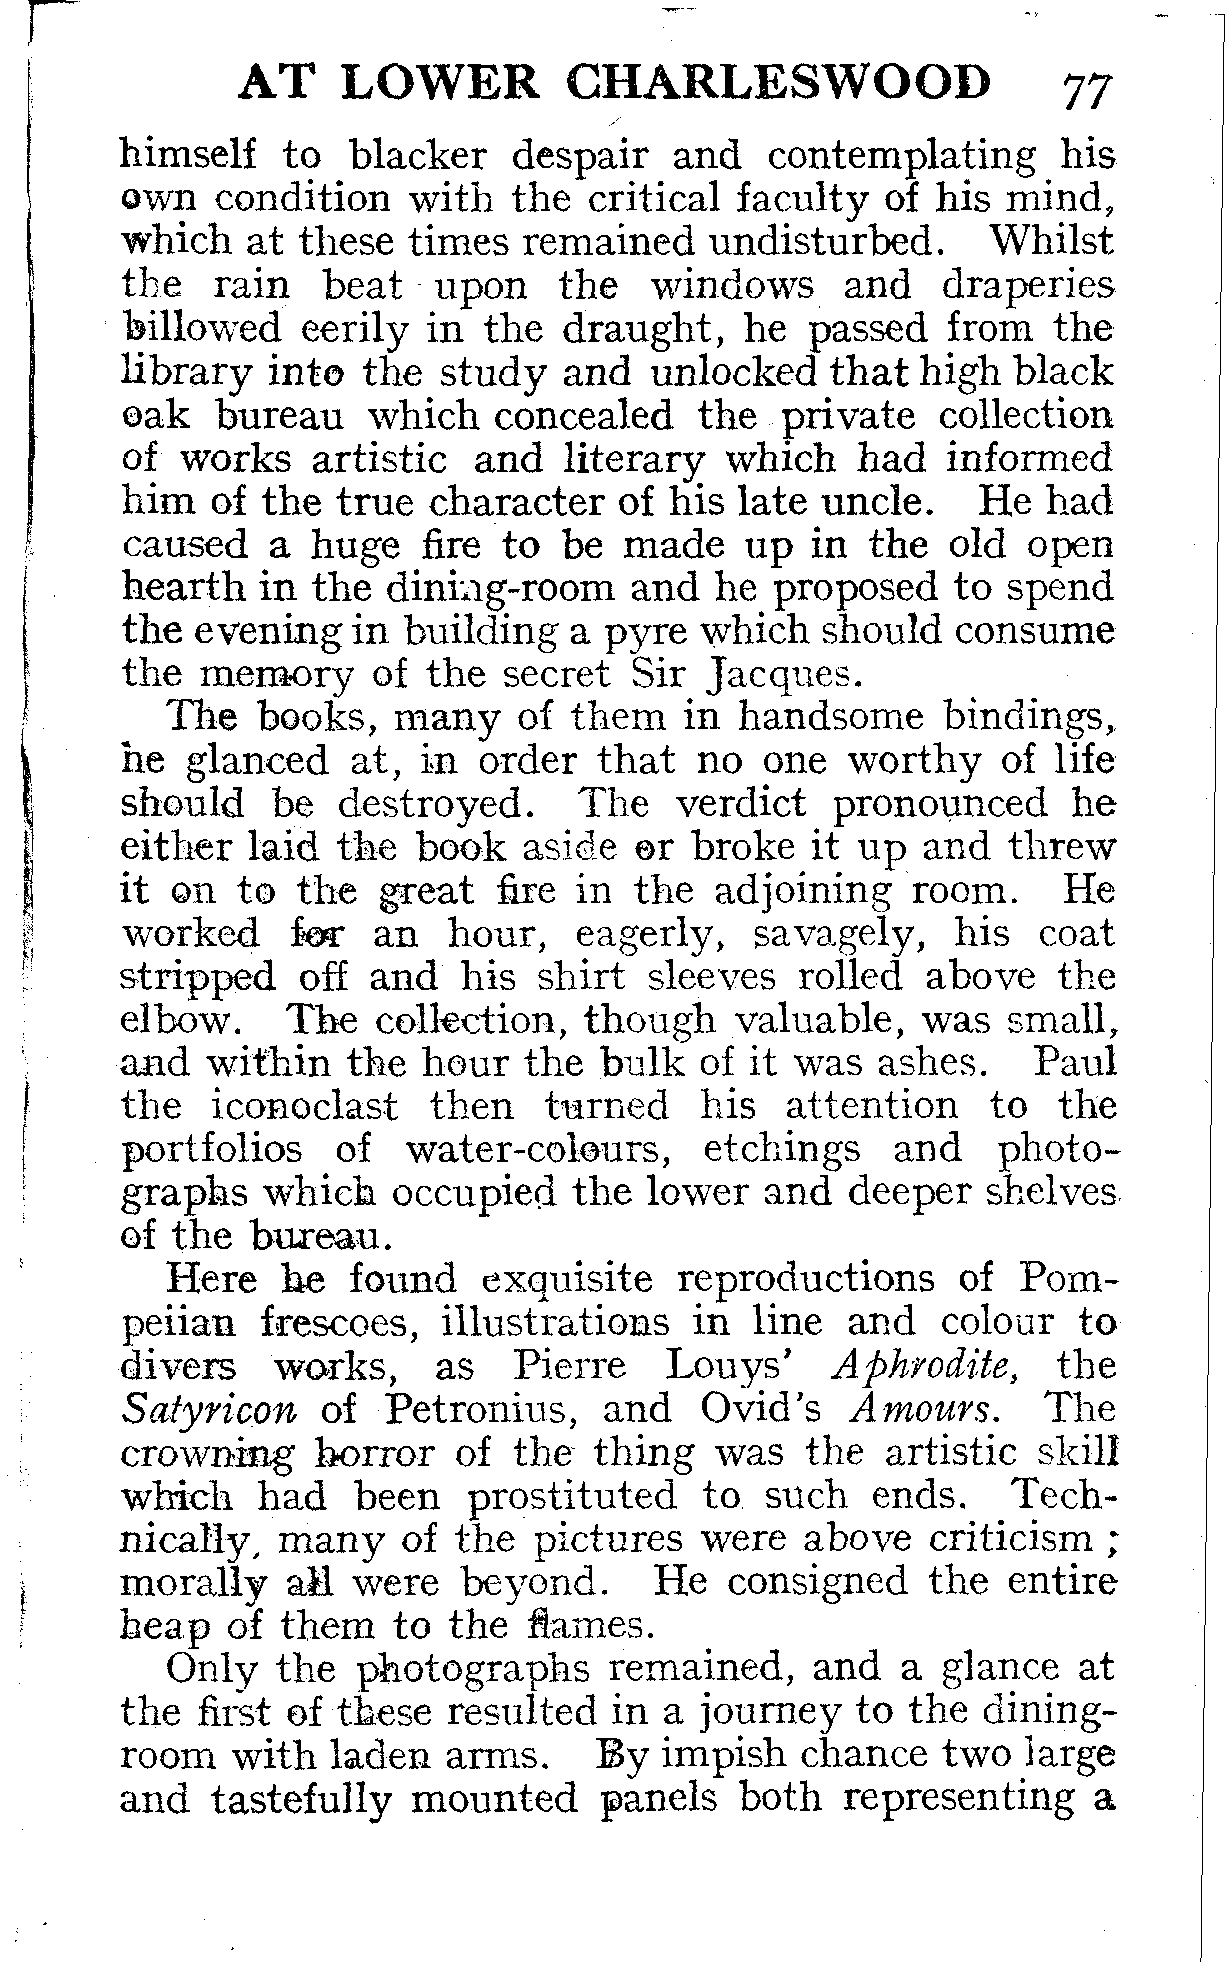 AT LOWER CHARLESWOOD 77
himself to blacker despair and contemplating his
own condition with the critical faculty of his mind,
which at these times remained undisturbed. Whilst
the rain beat upon the windows and draperies
billowed eerily in the draught, he passed from the
library into the study and unlocked that high black
oak bureau which concealed the private collection
of works artistic and literary which had informed
him of the true character of his late uncle. He had
caused a huge fire to be made up in the old open
hearth in the dining-room and he proposed to spend
the evening in building a pyre which should consume
the memory of the secret Sir Jacques.
The books, many of them in handsome bindings,
he glanced at, in order that no one worthy of life
should be destroyed. The verdict pronounced he
either laid the book aside or broke it up and threw
it on to the great fire in the adjoining room. He
worked for an hour, eagerly, savagely, his coat
stripped off and his shirt sleeves rolled above the
elbow. The collection, though valuable, was small,
and within the hour the bulk of it was ashes. Paul
the iconoclast then turned his attention to the
portfolios of water-colours, etchings and photo-
graphs which occupied the lower and deeper shelves
of the bureau.
Here he found exquisite reproductions of Pom-
peiian frescoes, illustrations in line and colour to
divers works, as Pierre Louys' Aphrodite, the
Satyricon of Petronius, and Ovid's Amours. The
crowning horror of the thing was the artistic skill
which had been prostituted to such ends. Tech-
nically, many of the pictures were above criticism ;
morally all were beyond. He consigned the entire
heap of them to the flames.
Only the photographs remained, and a glance at
the first of these resulted in a journey to the dining-
room with laden arms. By impish chance two large
and tastefully mounted panels both representing a